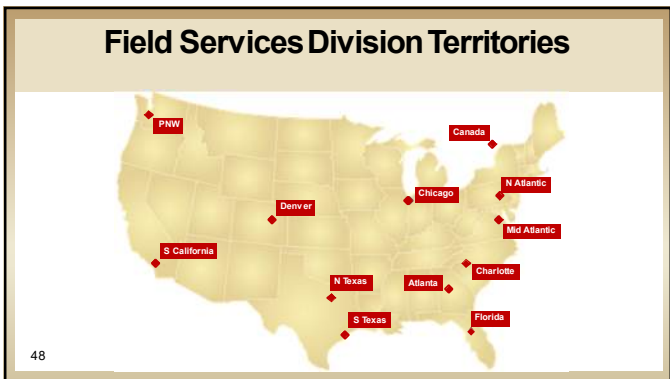 Field Services Division Territories
PNW
Canada
N Atlantic
Chicago
Denver
Mid Atlantic
S California
Charlotte
N Texas
Atlanta
S Texas
Florida
48